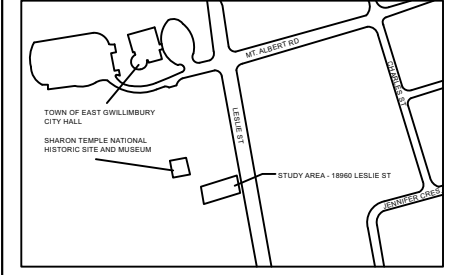 MT. ALBERT RD
CHARLES ST
TOWN OF EAST GWILLIMBURY
CITY HALL
LESLIE ST
SHARON TEMPLE NATIONAL
HISTORIC SITE AND MUSEUM
STUDY AREA - 18960 LESLIE ST
JENNIFER CRES